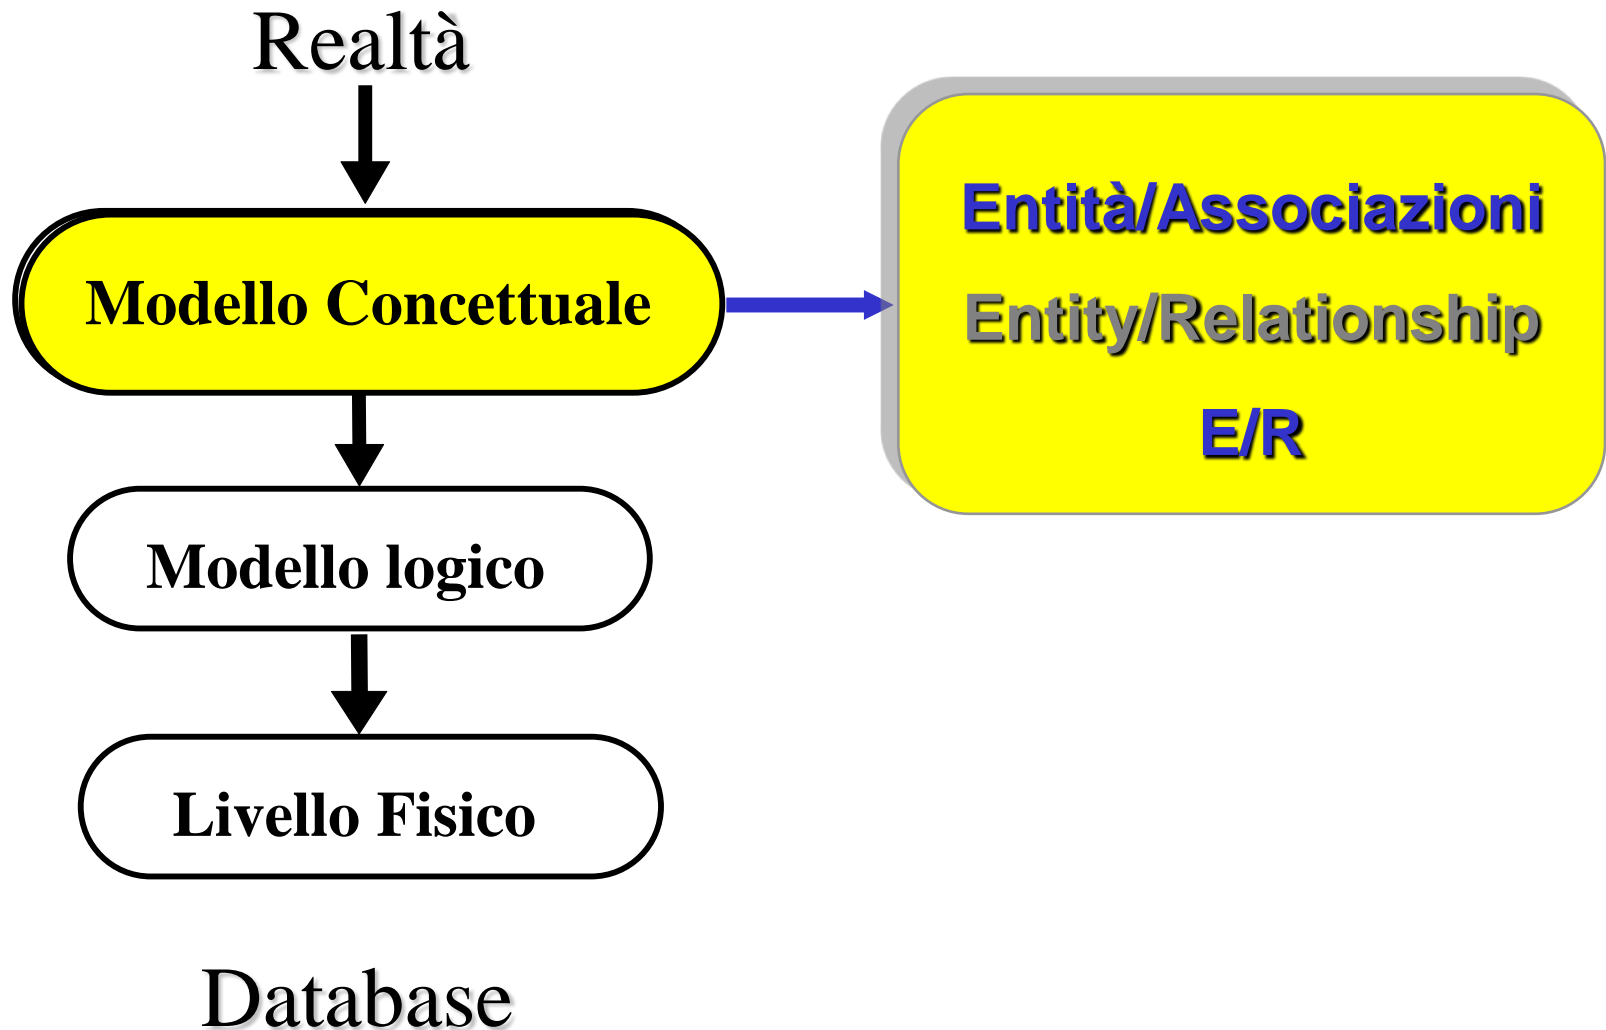 Realtà
Modello Concettuale
Entità/Associazioni
Entity/Relationship
E/R
Modello logico
Livello Fisico
Database